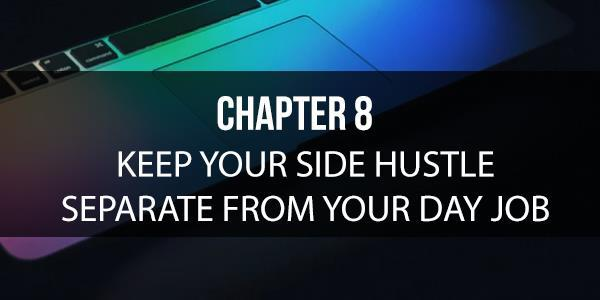 CHAPTER 8
KEEP YOUR SIDE HUSTLE
SEPARATE FROM YOUR DAY JOB